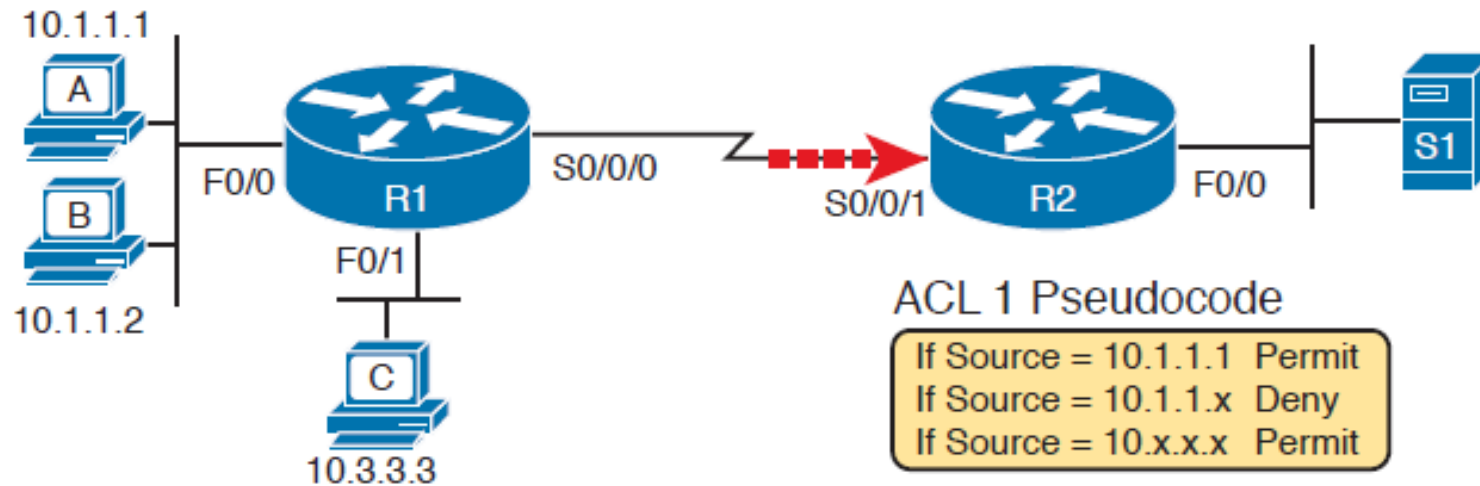 10.1.1.1
A
F0/0
R1
S0/0/0
S0/0/1
R2
F0/0
S1
B
10.1.1.2
F0/1
C
10.3.3.3
ACL 1 Pseudocode
If Source = 10.1.1.1 Permit
If Source = 10.1.1.x Deny
If Source = 10.x.x.x Permit